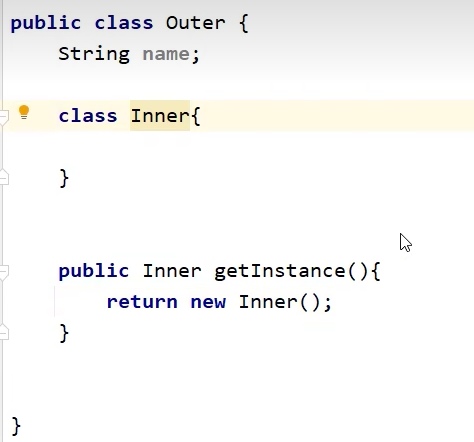 public class Outer {
String name;
class Inner{
}
public Inner getInstance(){
return new Inner();
}
}